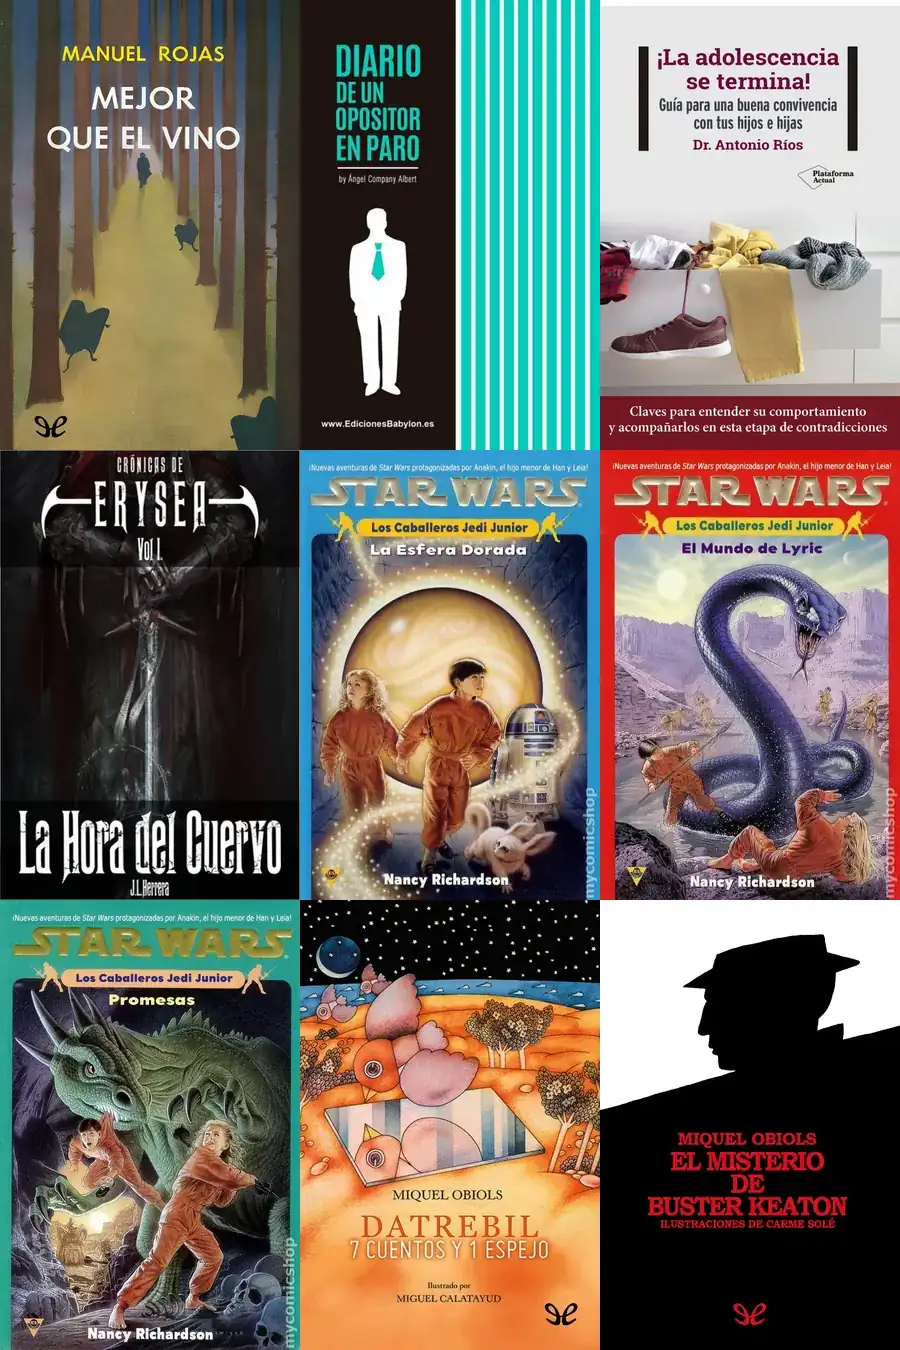 MANUEL ROJAS
MEJOR
QUE EL VINO
DIARIO
DE UN
OPOSITOR
EN PARO
by Ángel Company Albert
www.EdicionesBabylon.es
¡La adolescencia
se termina!
Guía para una buena convivencia
con tus hijos e hijas
Dr. Antonio Ríos
Plataforma
Actual
Claves para entender su comportamiento
y acompañarlos en esta etapa de contradicciones
CRÓNICAS DE
ERYSEA
Vol I.
La Hora del Cuervo
J.L.Herrera
¡Nuevas aventuras de Star Wars protagonizadas por Anakin, el hijo menor de Han y Leia!
STAR WARS
Los Caballeros Jedi Junior
La Esfera Dorada
Nancy Richardson
mycomicshop
¡Nuevas aventuras de Star Wars protagonizadas por Anakin, el hijo menor de Han y Leia!
STAR WARS
Los Caballeros Jedi Junior
El Mundo de Lyric
Nancy Richardson
mycomicshop
¡Nuevas aventuras de Star Wars protagonizadas por Anakin, el hijo menor de Han y Leia!
STAR WARS
Los Caballeros Jedi Junior
Promesas
Nancy Richardson
mycomicshop
MIQUEL OBIOLS
DATREBIL
7 CUENTOS Y 1 ESPEJO
Ilustrado por
MIGUEL CALATAYUD
MIQUEL OBIOLS
EL MISTERIO
DE
BUSTER KEATON
ILUSTRACIONES DE CARME SOLÉ